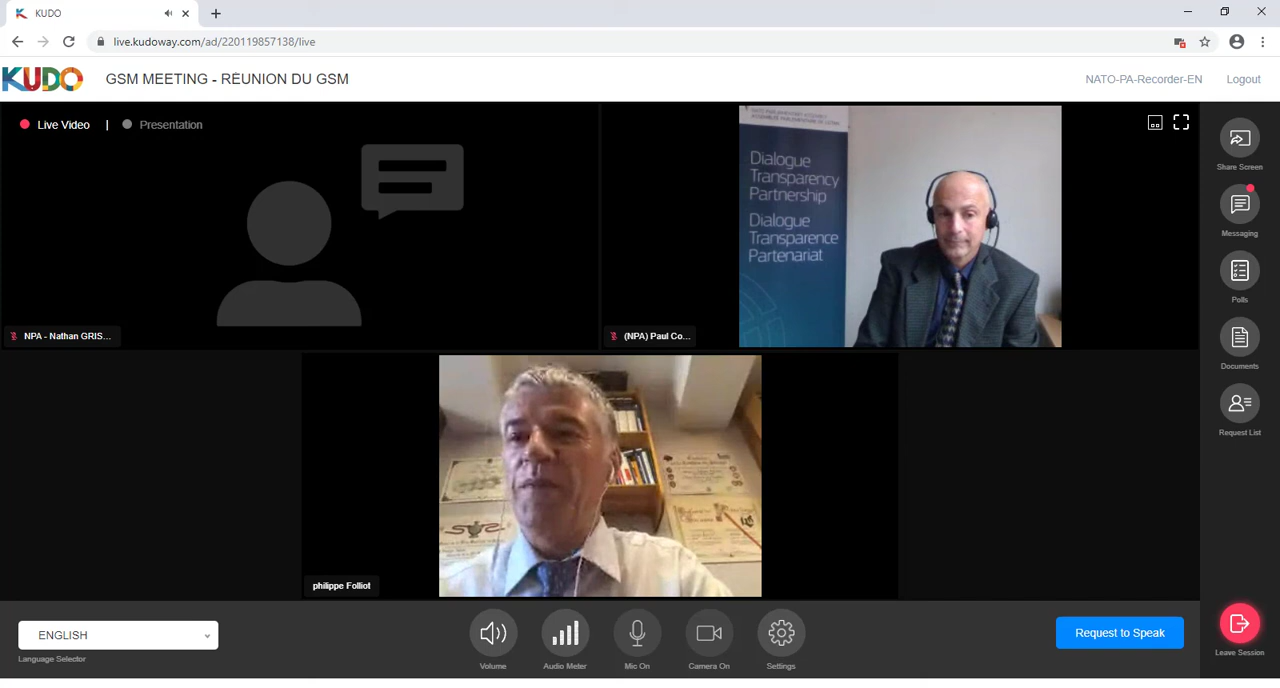 KUDO
live.kudoway.com/ad/220119857138/live
KUDO
GSM MEETING - REUNION DU GSM
NATO-PA-Recorder-EN
Logout
Live Video | Presentation
Dialogue
Transparency
Partnership
Dialogue
Transparence
Partenariat
NPA - Nathan GRIS...
(NPA) Paul Co...
philippe Folliot
Share Screen
Messaging
Polls
Documents
Request List
ENGLISH
Language Selector
Volume
Audio Meter
Mic On
Camera On
Settings
Request to Speak
Leave Session